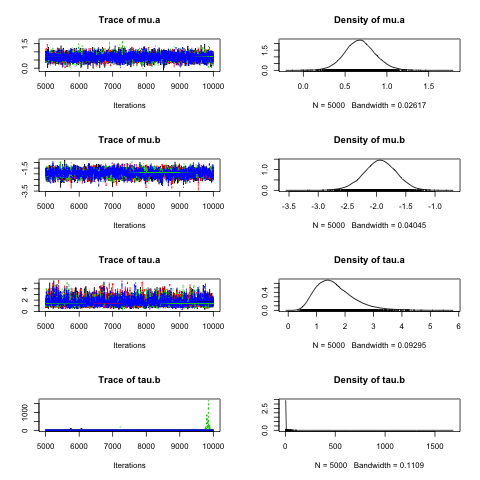 Trace of mu.a
0.0 1.5
5000 6000 7000 8000 9000 10000
Iterations
Density of mu.a
0.0 1.5
0.0 0.5 1.0 1.5
N = 5000 Bandwidth = 0.02617
Trace of mu.b
-3.5 -1.5
5000 6000 7000 8000 9000 10000
Iterations
Density of mu.b
0.0 1.0
-3.5 -3.0 -2.5 -2.0 -1.5 -1.0
N = 5000 Bandwidth = 0.04045
Trace of tau.a
0 2 4
5000 6000 7000 8000 9000 10000
Iterations
Density of tau.a
0.0 0.4
0 1 2 3 4 5 6
N = 5000 Bandwidth = 0.09295
Trace of tau.b
0 1000
5000 6000 7000 8000 9000 10000
Iterations
Density of tau.b
0.0 2.5
0 500 1000 1500
N = 5000 Bandwidth = 0.1109